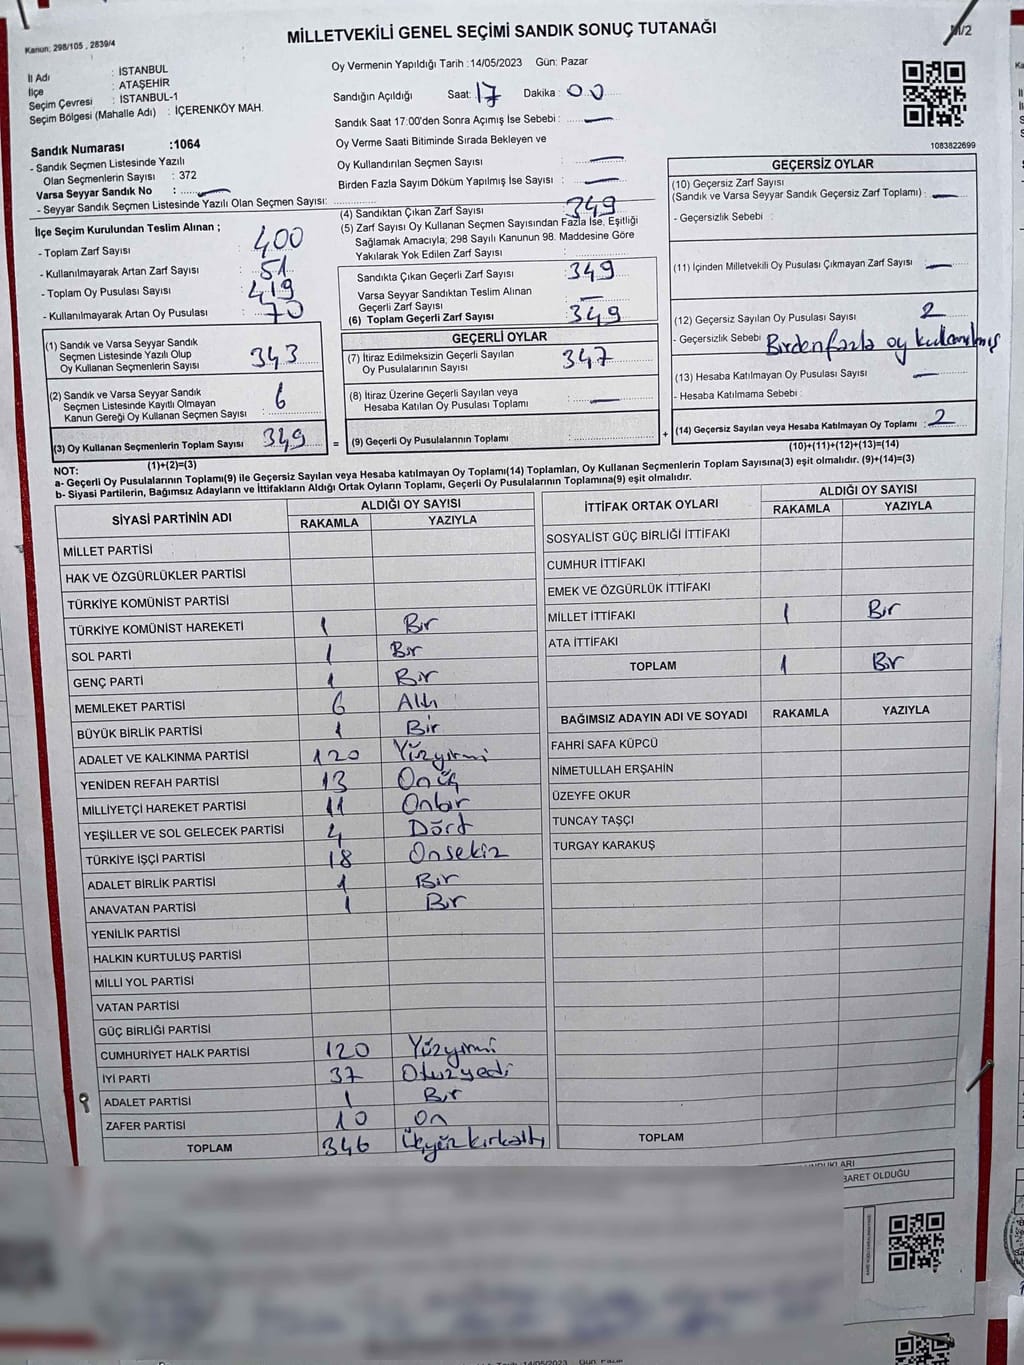 MİLLETVEKİLİ GENEL SEÇİMİ SANDIK SONUÇ TUTANAĞI
Kanun; 298/105 , 2839/4
M/2
İl Adı : İSTANBUL
İlçe : ATAŞEHİR
Seçim Çevresi : İSTANBUL-1
Seçim Bölgesi (Mahalle Adı) : İÇERENKÖY MAH.
Sandık Numarası :1064
- Sandık Seçmen Listesinde Yazılı
Olan Seçmenlerin Sayısı : 372
Varsa Seyyar Sandık No : —
- Seyyar Sandık Seçmen Listesinde Yazılı Olan Seçmen Sayısı:
Oy Vermenin Yapıldığı Tarih :14/05/2023 Gün: Pazar
Sandığın Açıldığı Saat: 17 Dakika : 00
Sandık Saat 17:00'den Sonra Açımış İse Sebebi : —
Oy Verme Saati Bitiminde Sırada Bekleyen ve
Oy Kullandırılan Seçmen Sayısı : —
Birden Fazla Sayım Döküm Yapılmış İse Sayısı : —
1083822699
İlçe Seçim Kurulundan Teslim Alınan ;
- Toplam Zarf Sayısı : 400
- Kullanılmayarak Artan Zarf Sayısı : 51
- Toplam Oy Pusulası Sayısı : 419
- Kullanılmayarak Artan Oy Pusulası : 70
(1) Sandık ve Varsa Seyyar Sandık
Seçmen Listesinde Yazılı Olup
Oy Kullanan Seçmenlerin Sayısı : 343
(2) Sandık ve Varsa Seyyar Sandık
Seçmen Listesinde Kayıtlı Olmayan
Kanun Gereği Oy Kullanan Seçmen Sayısı : 6
(3) Oy Kullanan Seçmenlerin Toplam Sayısı 349
(1)+(2)=(3)
(4) Sandıktan Çıkan Zarf Sayısı : 349
(5) Zarf Sayısı Oy Kullanan Seçmen Sayısından Fazla İse, Eşitliği
Sağlamak Amacıyla; 298 Sayılı Kanunun 98. Maddesine Göre
Yakılarak Yok Edilen Zarf Sayısı :
Sandıkta Çıkan Geçerli Zarf Sayısı : 349
Varsa Seyyar Sandıktan Teslim Alınan
Geçerli Zarf Sayısı : —
(6) Toplam Geçerli Zarf Sayısı : 349
GEÇERLİ OYLAR
(7) İtiraz Edilmeksizin Geçerli Sayılan
Oy Pusulalarının Sayısı : 347
(8) İtiraz Üzerine Geçerli Sayılan veya
Hesaba Katılan Oy Pusulası Toplamı : —
= (9) Geçerli Oy Pusulalarının Toplamı : +
GEÇERSİZ OYLAR
(10) Geçersiz Zarf Sayısı
(Sandık ve Varsa Seyyar Sandık Geçersiz Zarf Toplamı) : —
- Geçersizlik Sebebi :
(11) İçinden Milletvekili Oy Pusulası Çıkmayan Zarf Sayısı : —
(12) Geçersiz Sayılan Oy Pusulası Sayısı : 2
- Geçersizlik Sebebi : Birdenfazla oy kullanılmış
(13) Hesaba Katılmayan Oy Pusulası Sayısı : —
- Hesaba Katılmama Sebebi :
(14) Geçersiz Sayılan veya Hesaba Katılmayan Oy Toplamı : 2
(10)+(11)+(12)+(13)=(14)
NOT:
a- Geçerli Oy Pusulalarının Toplamı(9) ile Geçersiz Sayılan veya Hesaba katılmayan Oy Toplamı(14) Toplamları, Oy Kullanan Seçmenlerin Toplam Sayısına(3) eşit olmalıdır. (9)+(14)=(3)
b- Siyasi Partilerin, Bağımsız Adayların ve İttifakların Aldığı Ortak Oyların Toplamı, Geçerli Oy Pusulalarının Toplamına(9) eşit olmalıdır.
SİYASİ PARTİNİN ADI ALDIĞI OY SAYISI
RAKAMLA YAZIYLA
MİLLET PARTİSİ
HAK VE ÖZGÜRLÜKLER PARTİSİ
TÜRKİYE KOMÜNİST PARTİSİ
TÜRKİYE KOMÜNİST HAREKETİ 1 Bir
SOL PARTİ 1 Bir
GENÇ PARTİ 1 Bir
MEMLEKET PARTİSİ 6 Altı
BÜYÜK BİRLİK PARTİSİ 1 Bir
ADALET VE KALKINMA PARTİSİ 120 Yüzyirmi
YENİDEN REFAH PARTİSİ 13 Onüç
MİLLİYETÇİ HAREKET PARTİSİ 11 Onbir
YEŞİLLER VE SOL GELECEK PARTİSİ 4 Dört
TÜRKİYE İŞÇİ PARTİSİ 18 Onsekiz
ADALET BİRLİK PARTİSİ 1 Bir
ANAVATAN PARTİSİ 1 Bir
YENİLİK PARTİSİ
HALKIN KURTULUŞ PARTİSİ
MİLLİ YOL PARTİSİ
VATAN PARTİSİ
GÜÇ BİRLİĞİ PARTİSİ
CUMHURİYET HALK PARTİSİ 120 Yüzyirmi
İYİ PARTİ 37 Otuzyedi
ADALET PARTİSİ 1 Bir
ZAFER PARTİSİ 10 On
TOPLAM 346 Üçyüzkırkaltı
İTTİFAK ORTAK OYLARI ALDIĞI OY SAYISI
RAKAMLA YAZIYLA
SOSYALİST GÜÇ BİRLİĞİ İTTİFAKI
CUMHUR İTTİFAKI
EMEK VE ÖZGÜRLÜK İTTİFAKI
MİLLET İTTİFAKI 1 Bir
ATA İTTİFAKI
TOPLAM 1 Bir
BAĞIMSIZ ADAYIN ADI VE SOYADI RAKAMLA YAZIYLA
FAHRİ SAFA KÜPCÜ
NİMETULLAH ERŞAHİN
ÜZEYFE OKUR
TUNCAY TAŞÇI
TURGAY KARAKUŞ
TOPLAM
BARET OLDUĞU
14/05/2023 Gün: Pazar